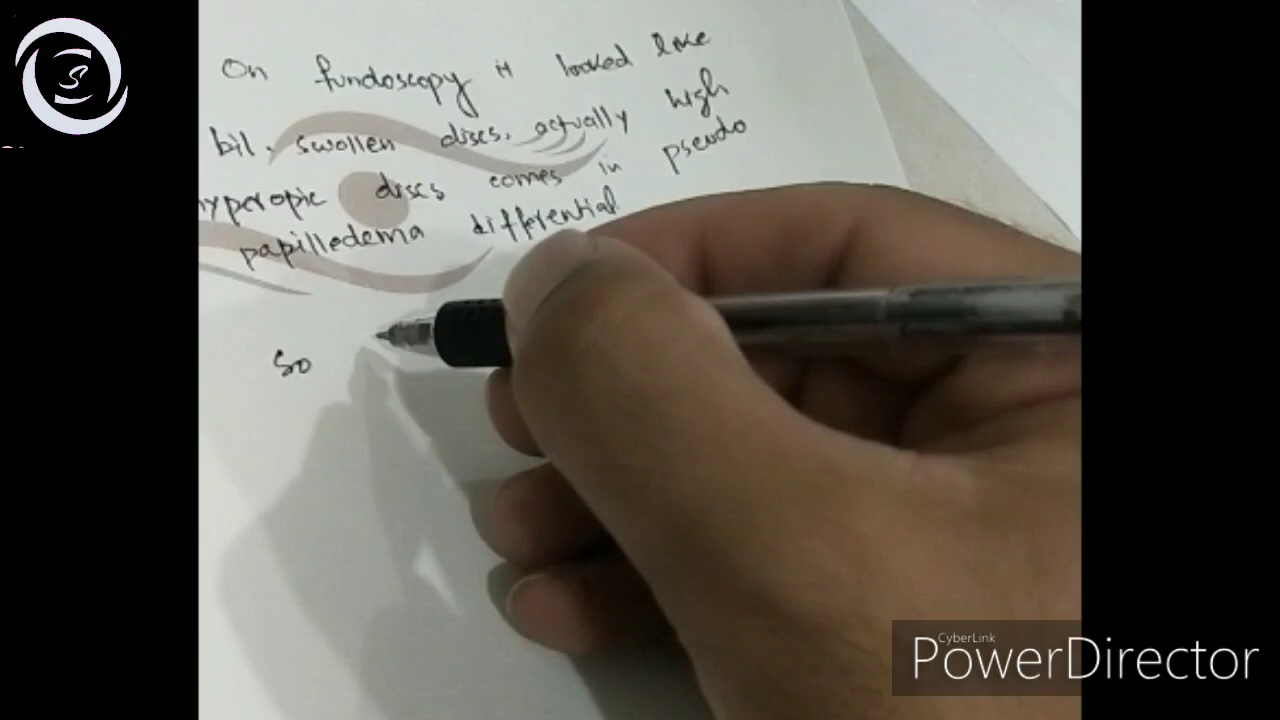 On fundoscopy it looked like
bil. swollen discs, actually high
hyperopic discs comes in pseudo
papilledema differential
So
S
CyberLink
PowerDirector